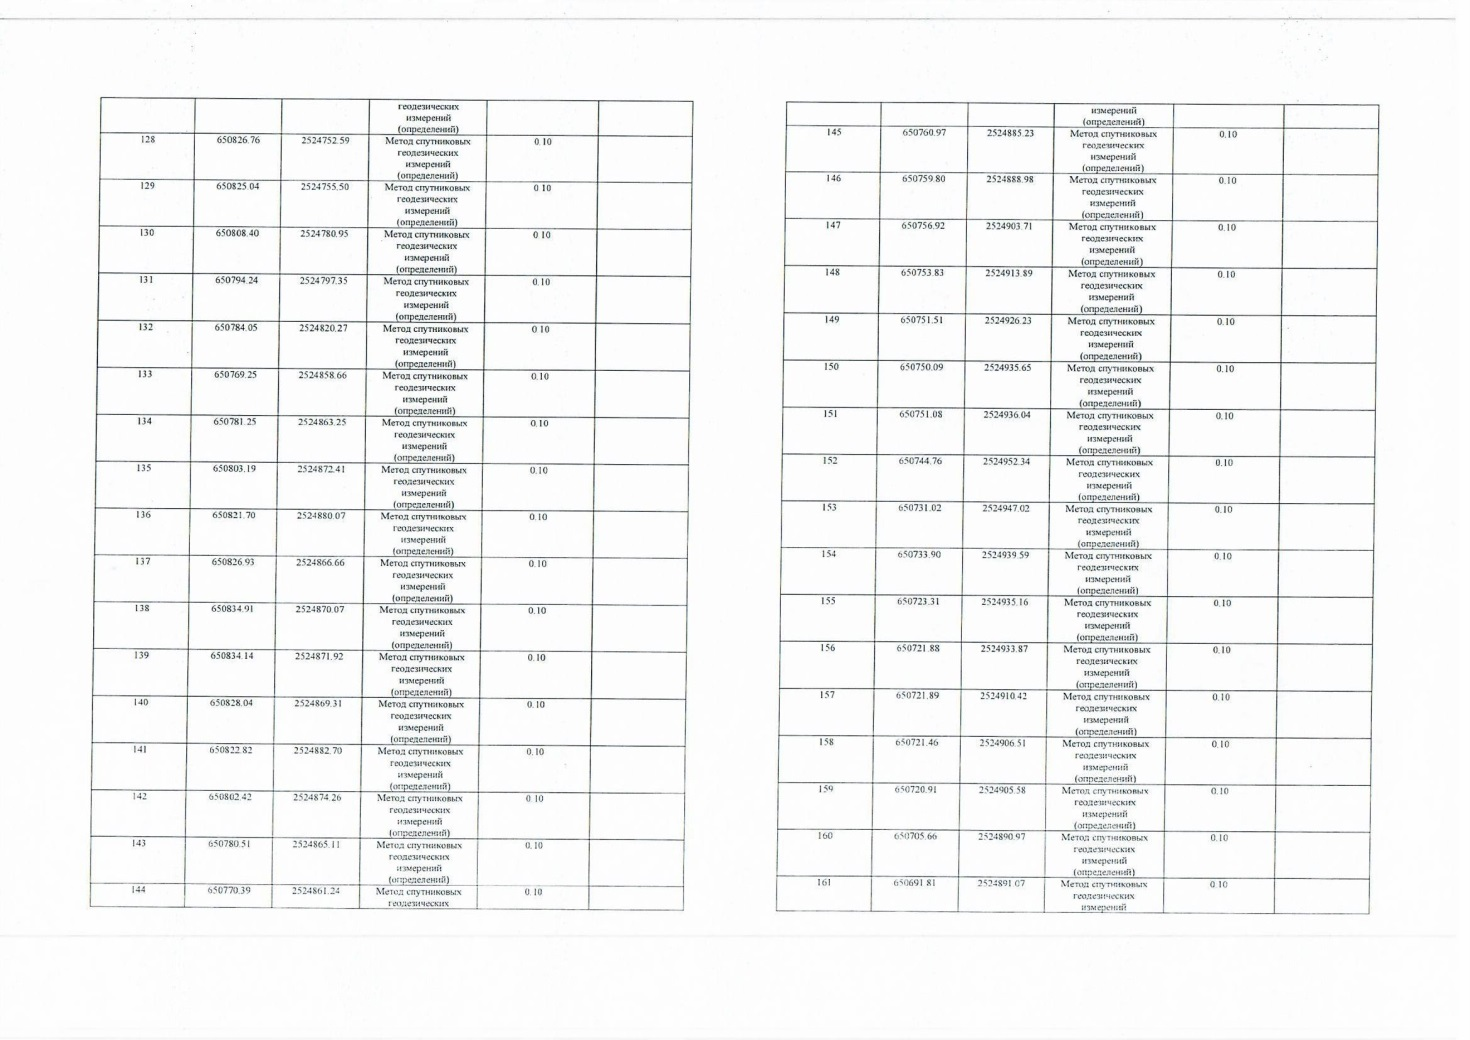 геодезических
измерений
(определений)
128 650826.76 2524752.59 Метод спутниковых 0.10
геодезических
измерений
(определений)
129 650825.04 2524755.50 Метод спутниковых 0.10
геодезических
измерений
(определений)
130 650808.40 2524780.95 Метод спутниковых 0.10
геодезических
измерений
(определений)
131 650794.24 2524797.35 Метод спутниковых 0.10
геодезических
измерений
(определений)
132 650784.05 2524820.27 Метод спутниковых 0.10
геодезических
измерений
(определений)
133 650769.25 2524858.66 Метод спутниковых 0.10
геодезических
измерений
(определений)
134 650781.25 2524863.25 Метод спутниковых 0.10
геодезических
измерений
(определений)
135 650803.19 2524872.41 Метод спутниковых 0.10
геодезических
измерений
(определений)
136 650821.70 2524880.07 Метод спутниковых 0.10
геодезических
измерений
(определений)
137 650826.93 2524866.66 Метод спутниковых 0.10
геодезических
измерений
(определений)
138 650834.91 2524870.07 Метод спутниковых 0.10
геодезических
измерений
(определений)
139 650834.14 2524871.92 Метод спутниковых 0.10
геодезических
измерений
(определений)
140 650828.04 2524869.31 Метод спутниковых 0.10
геодезических
измерений
(определений)
141 650822.82 2524882.70 Метод спутниковых 0.10
геодезических
измерений
(определений)
142 650802.42 2524874.26 Метод спутниковых 0.10
геодезических
измерений
(определений)
143 650780.51 2524865.11 Метод спутниковых 0.10
геодезических
измерений
(определений)
144 650770.39 2524861.24 Метод спутниковых 0.10
геодезических
измерений
(определений)
145 650760.97 2524885.23 Метод спутниковых 0.10
геодезических
измерений
(определений)
146 650759.80 2524888.98 Метод спутниковых 0.10
геодезических
измерений
(определений)
147 650756.92 2524903.71 Метод спутниковых 0.10
геодезических
измерений
(определений)
148 650753.83 2524913.89 Метод спутниковых 0.10
геодезических
измерений
(определений)
149 650751.51 2524926.23 Метод спутниковых 0.10
геодезических
измерений
(определений)
150 650750.09 2524935.65 Метод спутниковых 0.10
геодезических
измерений
(определений)
151 650751.08 2524936.04 Метод спутниковых 0.10
геодезических
измерений
(определений)
152 650744.76 2524952.34 Метод спутниковых 0.10
геодезических
измерений
(определений)
153 650731.02 2524947.02 Метод спутниковых 0.10
геодезических
измерений
(определений)
154 650733.90 2524939.59 Метод спутниковых 0.10
геодезических
измерений
(определений)
155 650723.31 2524935.16 Метод спутниковых 0.10
геодезических
измерений
(определений)
156 650721.88 2524933.87 Метод спутниковых 0.10
геодезических
измерений
(определений)
157 650721.89 2524910.42 Метод спутниковых 0.10
геодезических
измерений
(определений)
158 650721.46 2524906.51 Метод спутниковых 0.10
геодезических
измерений
(определений)
159 650720.91 2524905.58 Метод спутниковых 0.10
геодезических
измерений
(определений)
160 650705.66 2524890.97 Метод спутниковых 0.10
геодезических
измерений
(определений)
161 650691.81 2524891.07 Метод спутниковых 0.10
геодезических
измерений